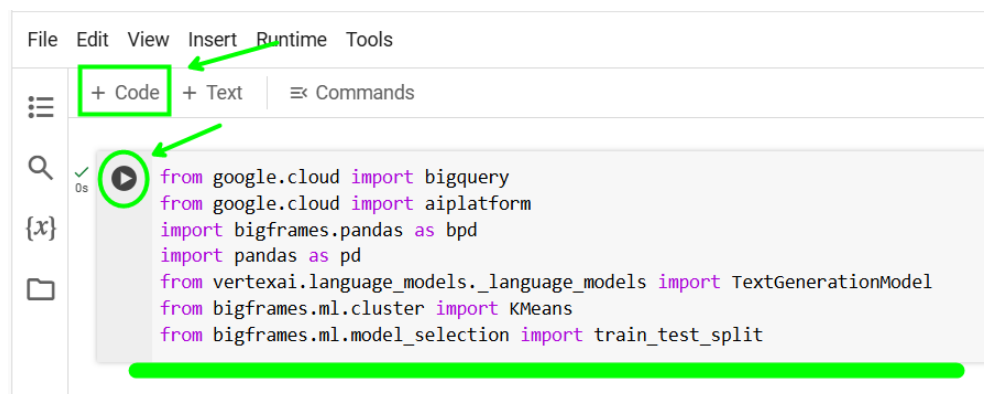 File Edit View Insert Runtime Tools
+ Code + Text Commands
0s
{x}
from google.cloud import bigquery
from google.cloud import aiplatform
import bigframes.pandas as bpd
import pandas as pd
from vertexai.language_models._language_models import TextGenerationModel
from bigframes.ml.cluster import KMeans
from bigframes.ml.model_selection import train_test_split